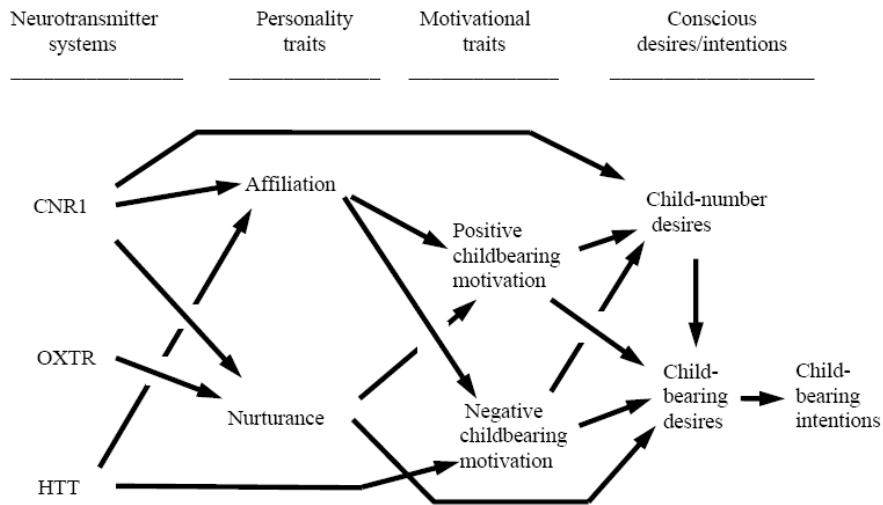 Neurotransmitter
systems
Personality
traits
Motivational
traits
Conscious
desires/intentions
CNR1
OXTR
HTT
Affiliation
Nurturance
Positive
childbearing
motivation
Negative
childbearing
motivation
Child-number
desires
Child-
bearing
desires
Child-
bearing
intentions